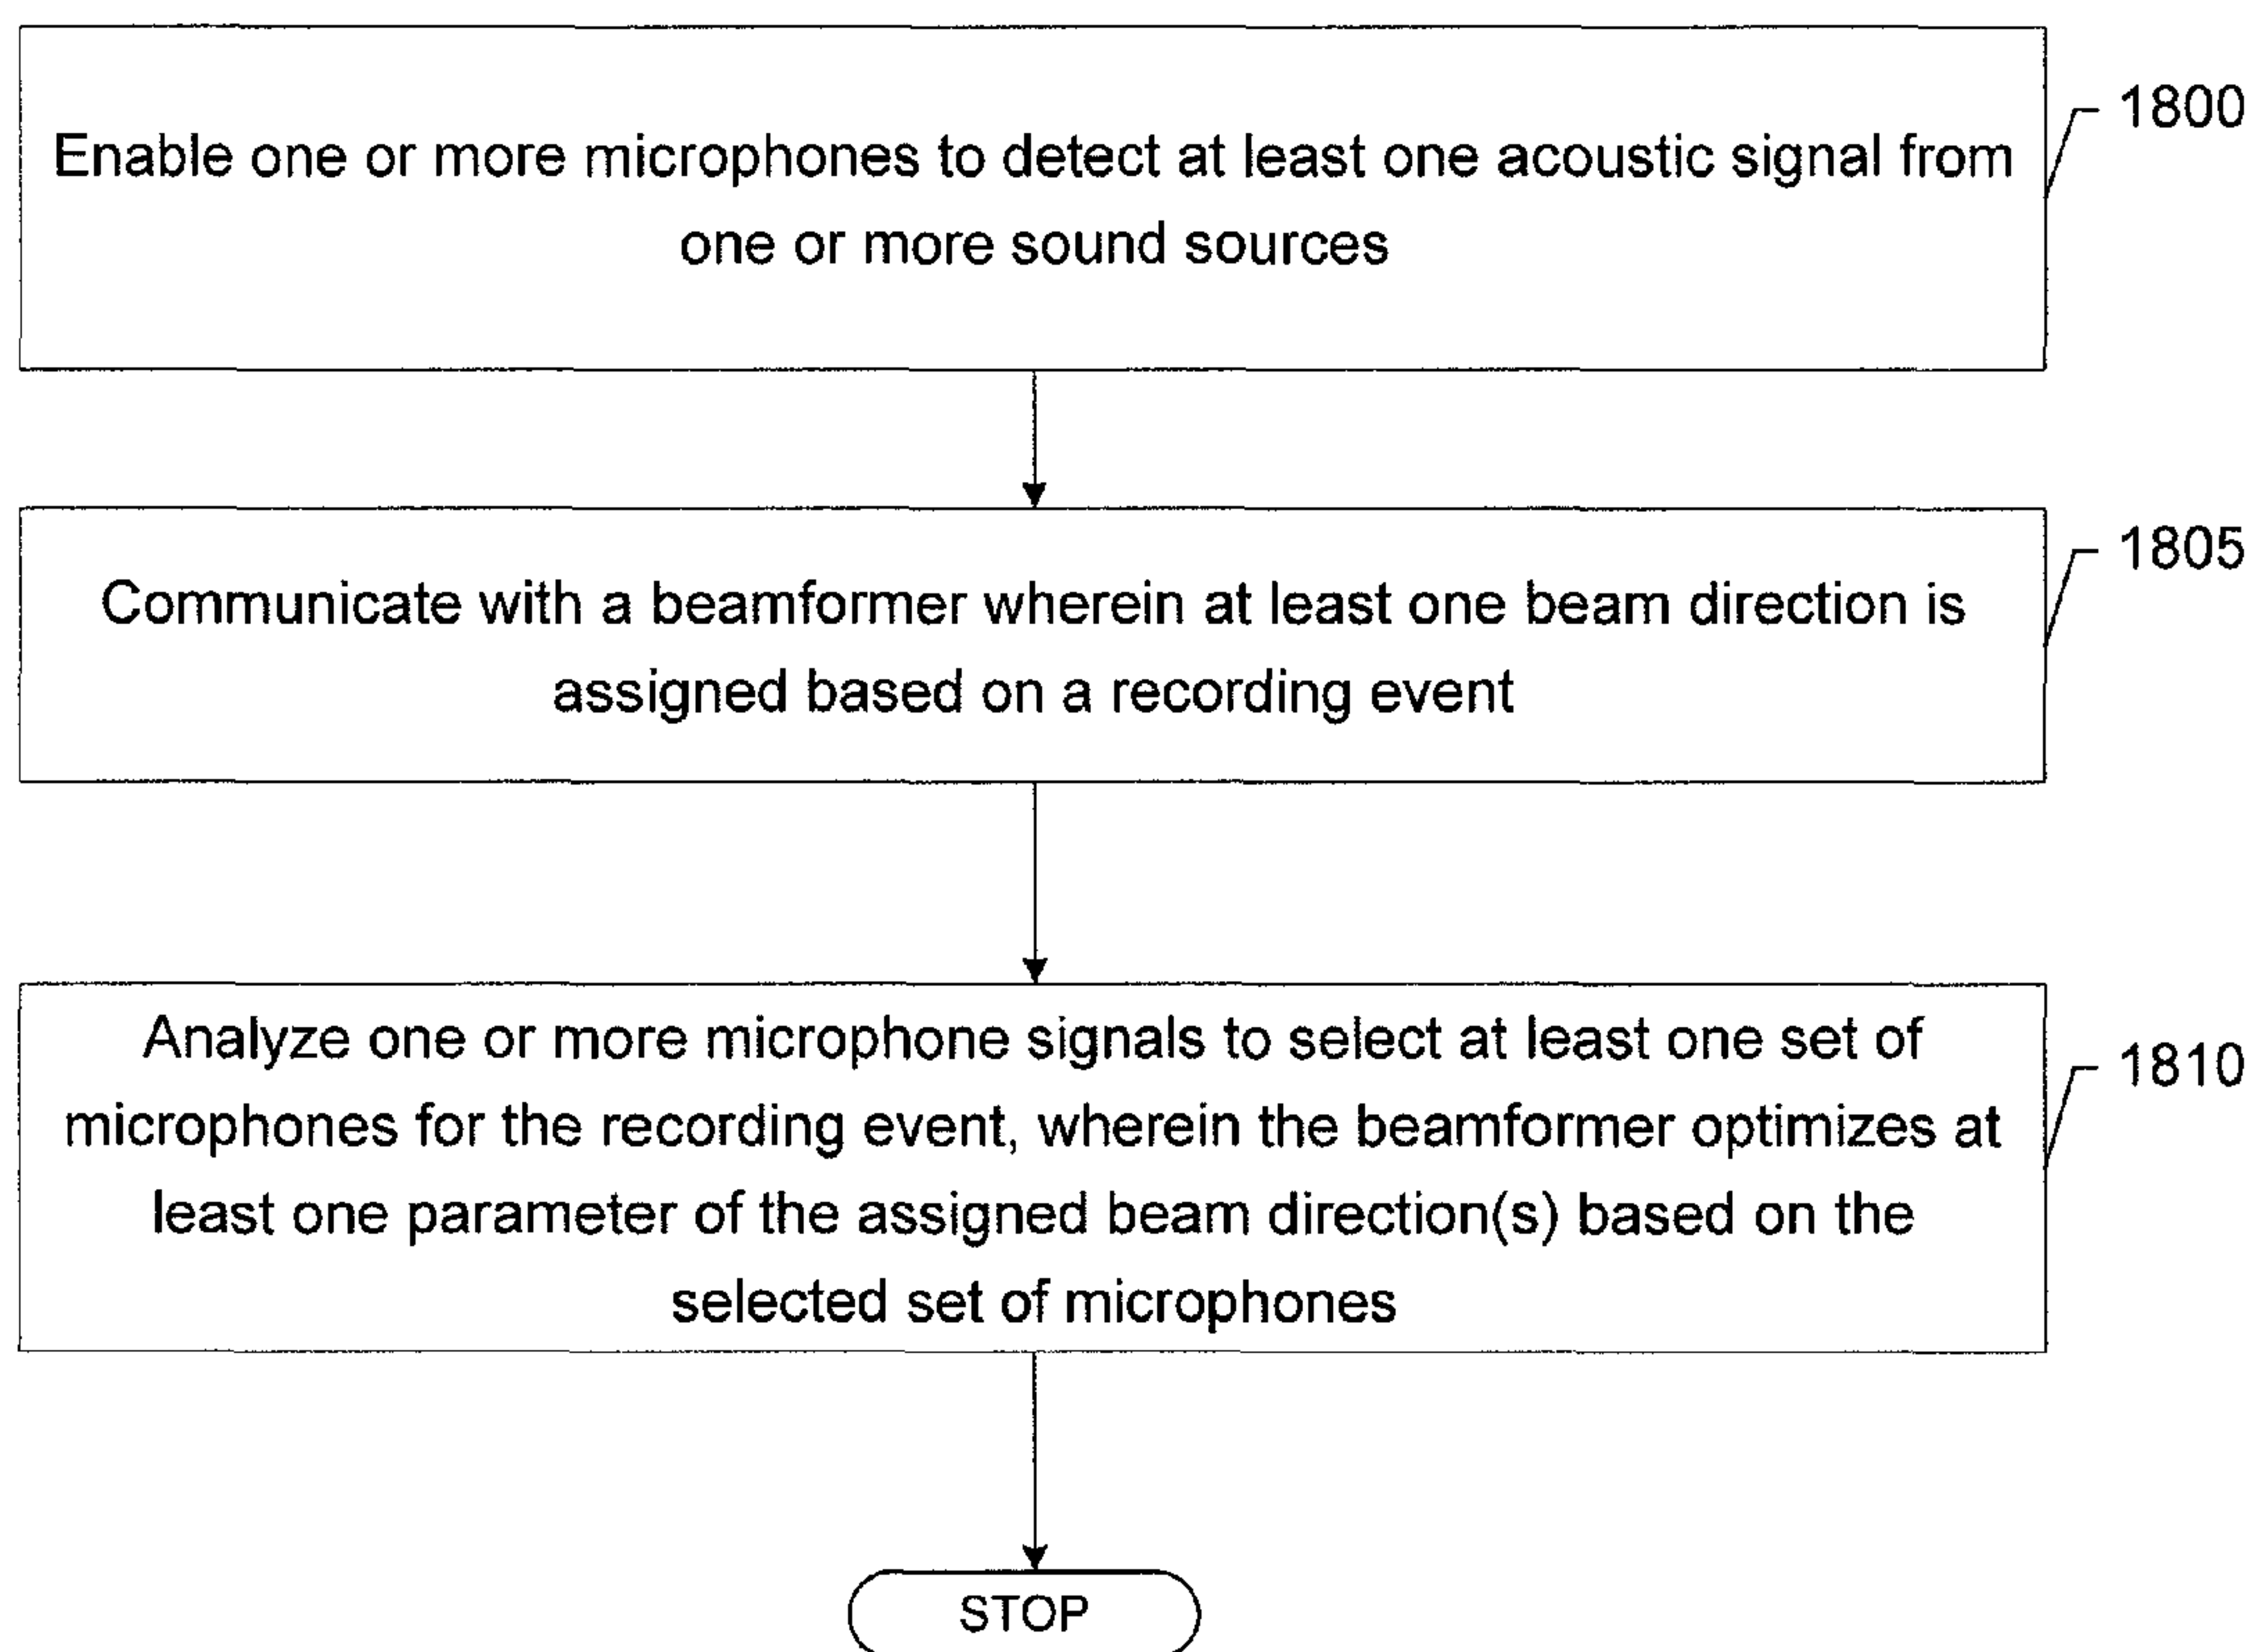 Enable one or more microphones to detect at least one acoustic signal from
one or more sound sources
1800
Communicate with a beamformer wherein at least one beam direction is
assigned based on a recording event
1805
Analyze one or more microphone signals to select at least one set of
microphones for the recording event, wherein the beamformer optimizes at
least one parameter of the assigned beam direction(s) based on the
selected set of microphones
1810
STOP